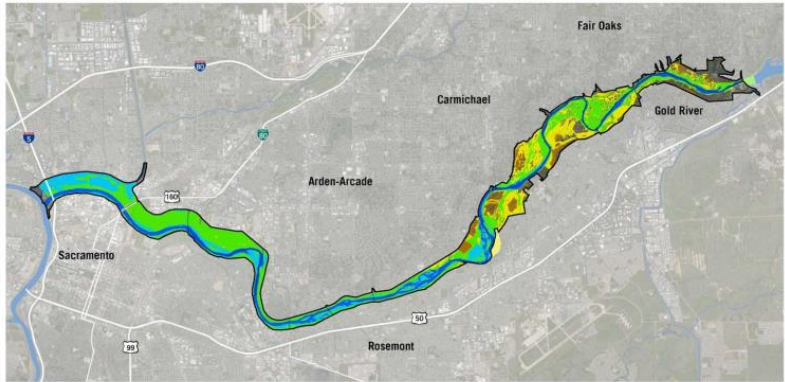 Fair Oaks
80
Carmichael
Gold River
5
80
Arden-Arcade
160
Sacramento
50
99
Rosemont